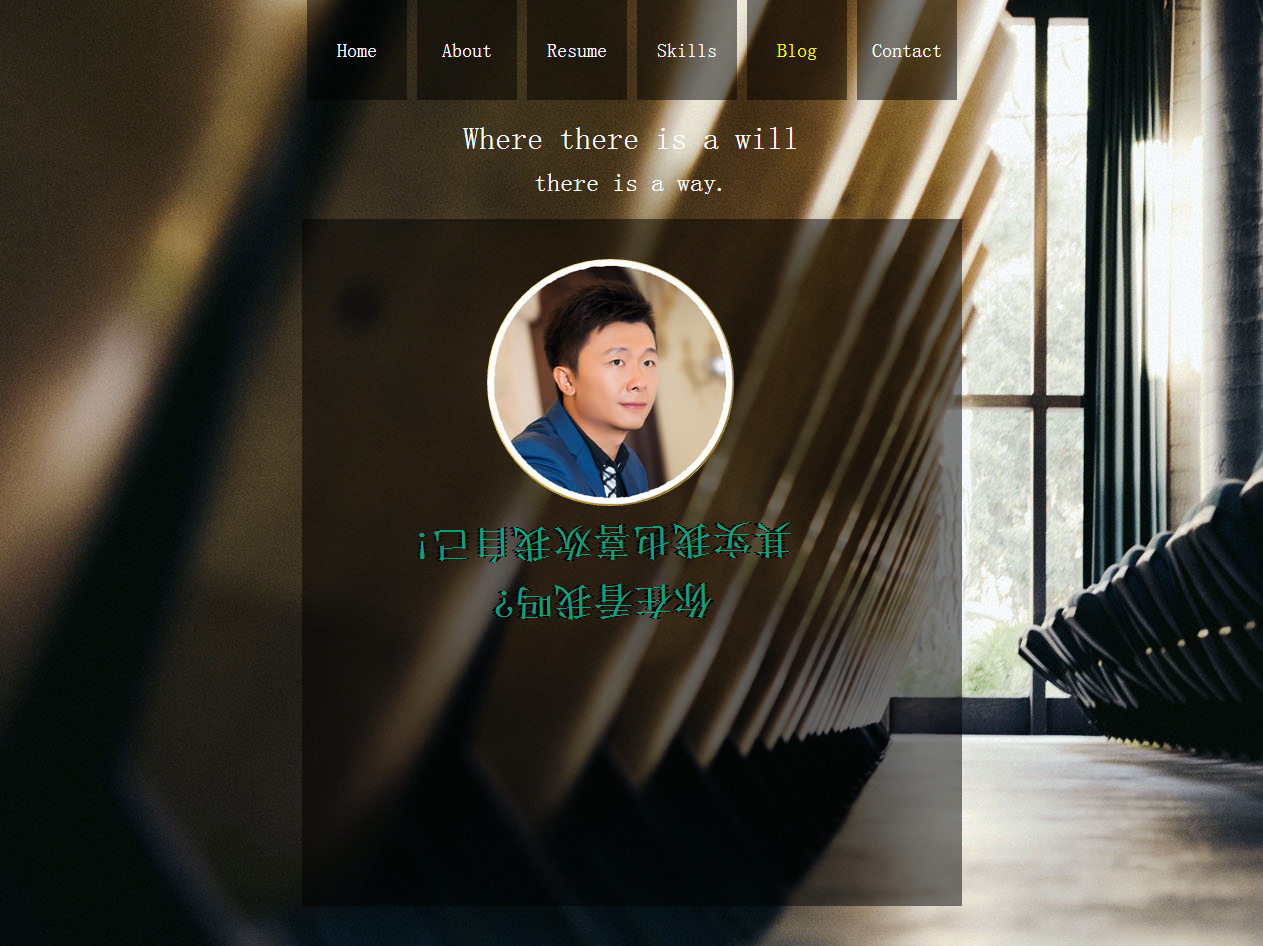 Home
About
Resume
Skills
Blog
Contact
Where there is a will
there is a way.
其实我也喜欢我自己!
你在看我吗?